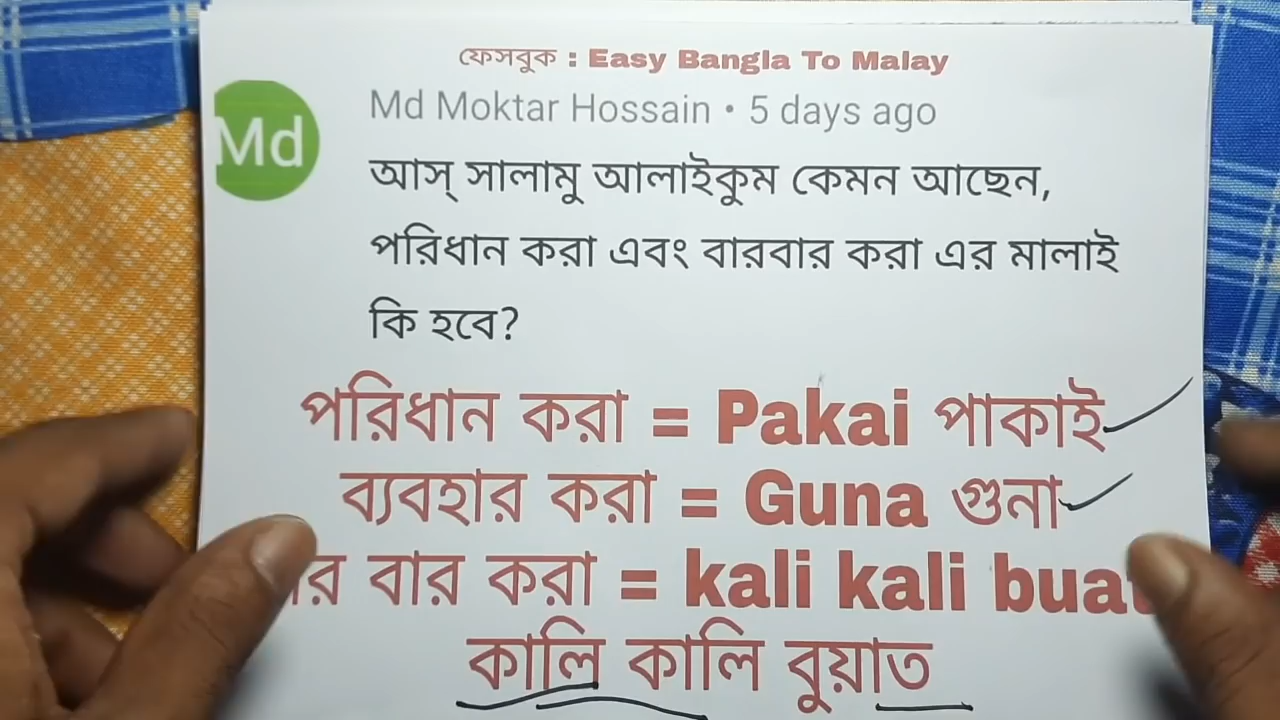 ফেসবুক : Easy Bangla To Malay
Md
Md Moktar Hossain • 5 days ago
আস্ সালামু আলাইকুম কেমন আছেন,
পরিধান করা এবং বারবার করা এর মালাই
কি হবে?
পরিধান করা = Pakai পাকাই
ব্যবহার করা = Guna গুনা
বার করা = kali kali buat
কালি কালি বুয়াত